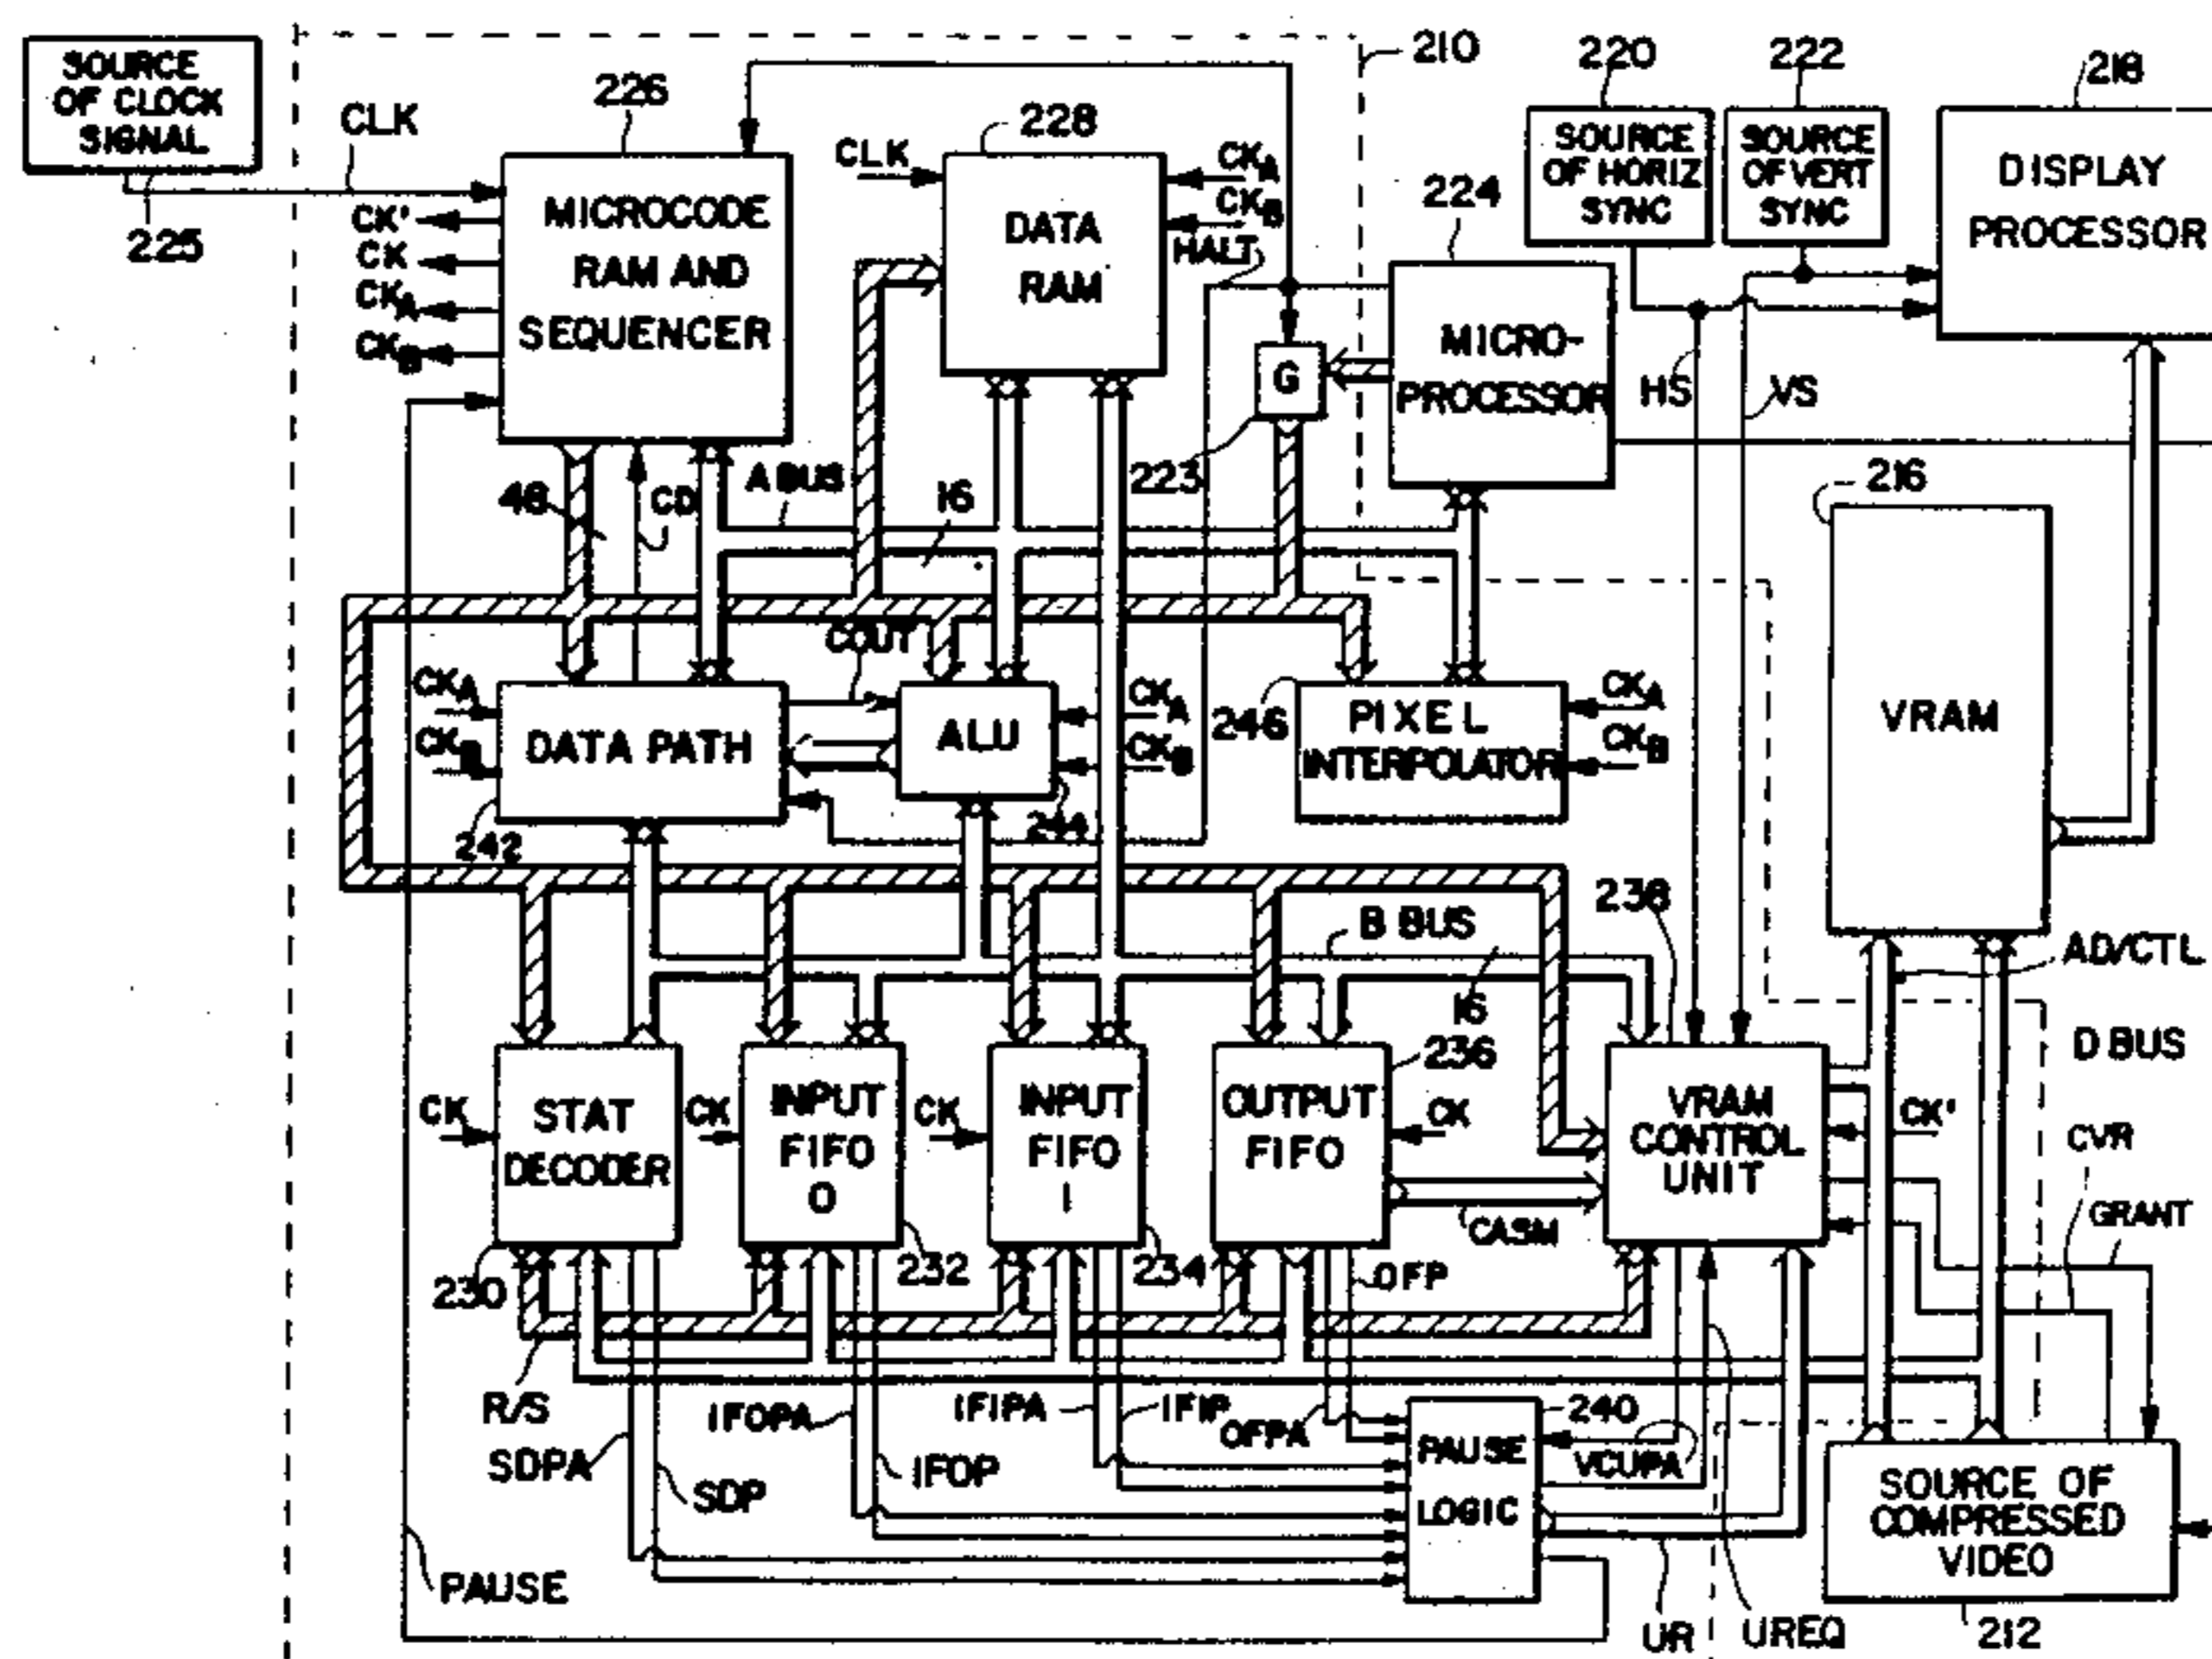 SOURCE
OF CLOCK
SIGNAL
225
CLK
226
MICROCODE
RAM AND
SEQUENCER
CK'
CK
CKA
CKB
228
CLK
DATA
RAM
CKA
CKB
HALT
210
220
SOURCE
OF HORIZ
SYNC
222
SOURCE
OF VERT
SYNC
218
DISPLAY
PROCESSOR
224
MICRO-
PROCESSOR
G
223
HS
VS
216
VRAM
48
CD
A BUS
16
COUT
CKA
CKB
DATA PATH
242
ALU
CKA
CKB
244
246
PIXEL
INTERPOLATOR
CKA
CKB
B BUS
16
238
AD/CTL
D BUS
CK
STAT
DECODER
230
CK
INPUT
FIFO
0
232
CK
INPUT
FIFO
1
234
OUTPUT
FIFO
236
CK
CASM
VRAM
CONTROL
UNIT
CK'
CVR
GRANT
OFP
R/S
SDPA
SDP
IFOPA
IFOP
IFIPA
IFIP
OFPA
240
PAUSE
LOGIC
VCUPA
PAUSE
UR
UREQ
SOURCE OF
COMPRESSED
VIDEO
212